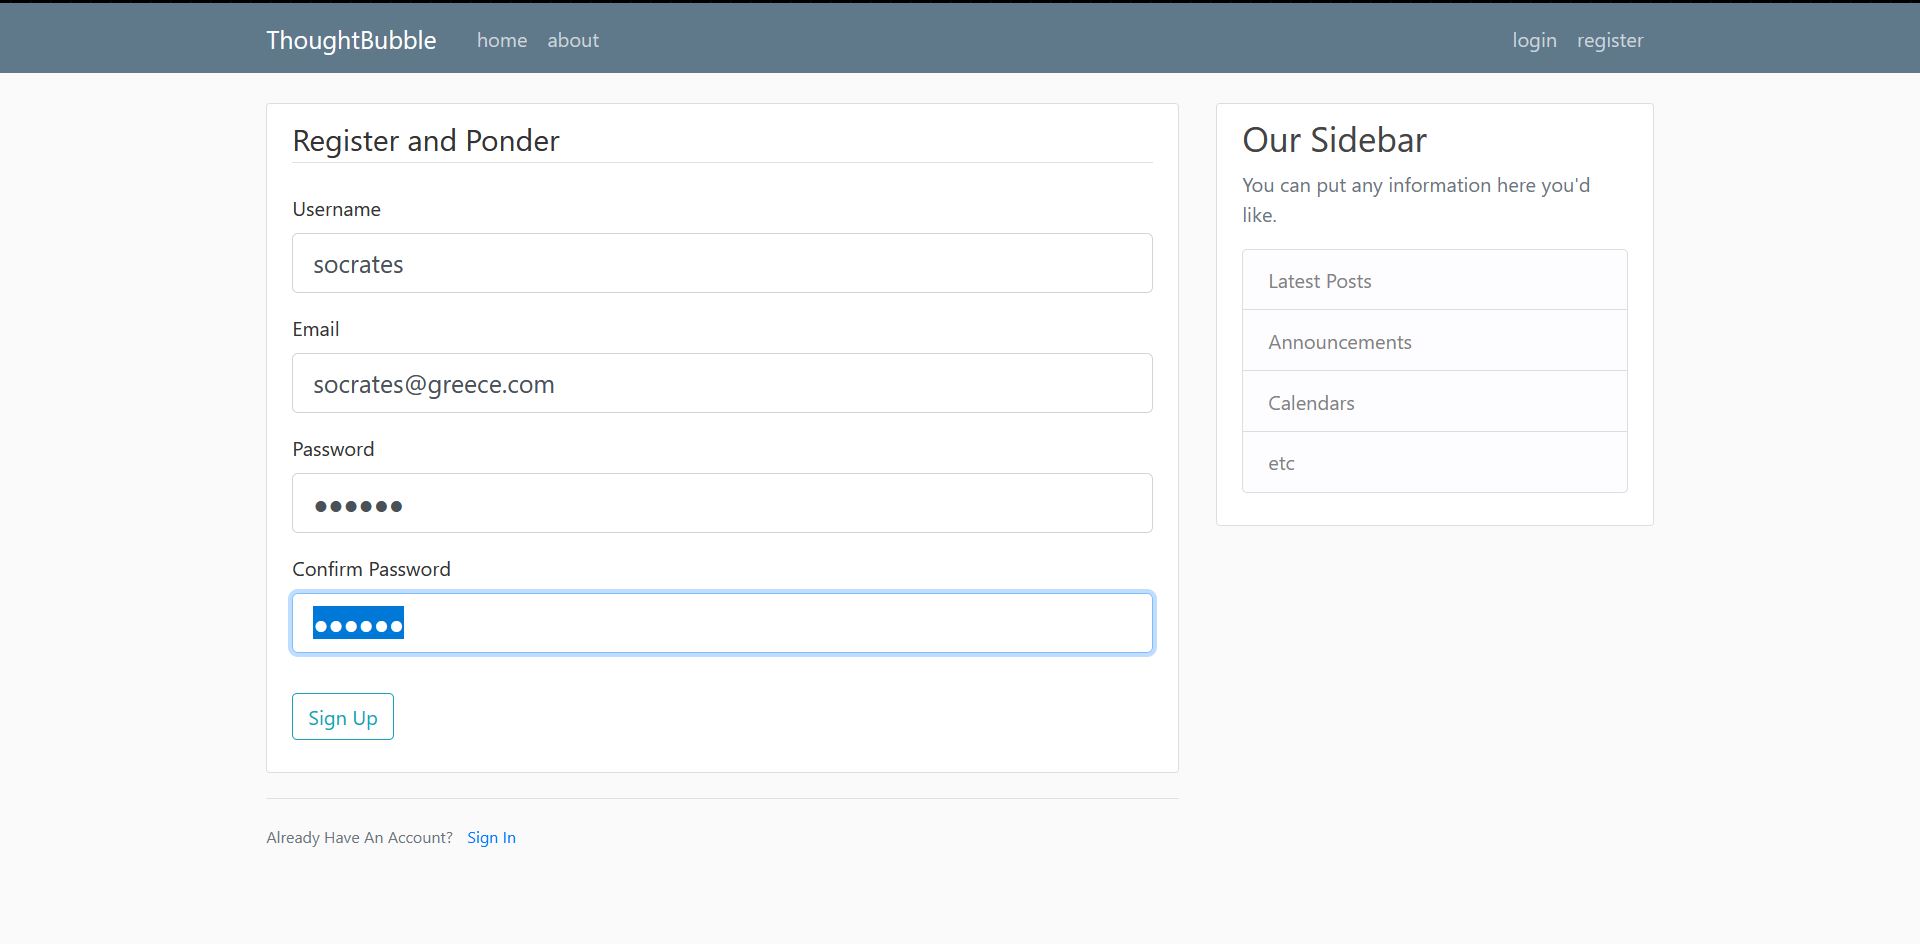 ThoughtBubble home about login register
Register and Ponder
Username
socrates
Email
socrates@greece.com
Password
●●●●●●
Confirm Password
●●●●●●
Sign Up
Already Have An Account? Sign In
Our Sidebar
You can put any information here you'd
like.
Latest Posts
Announcements
Calendars
etc